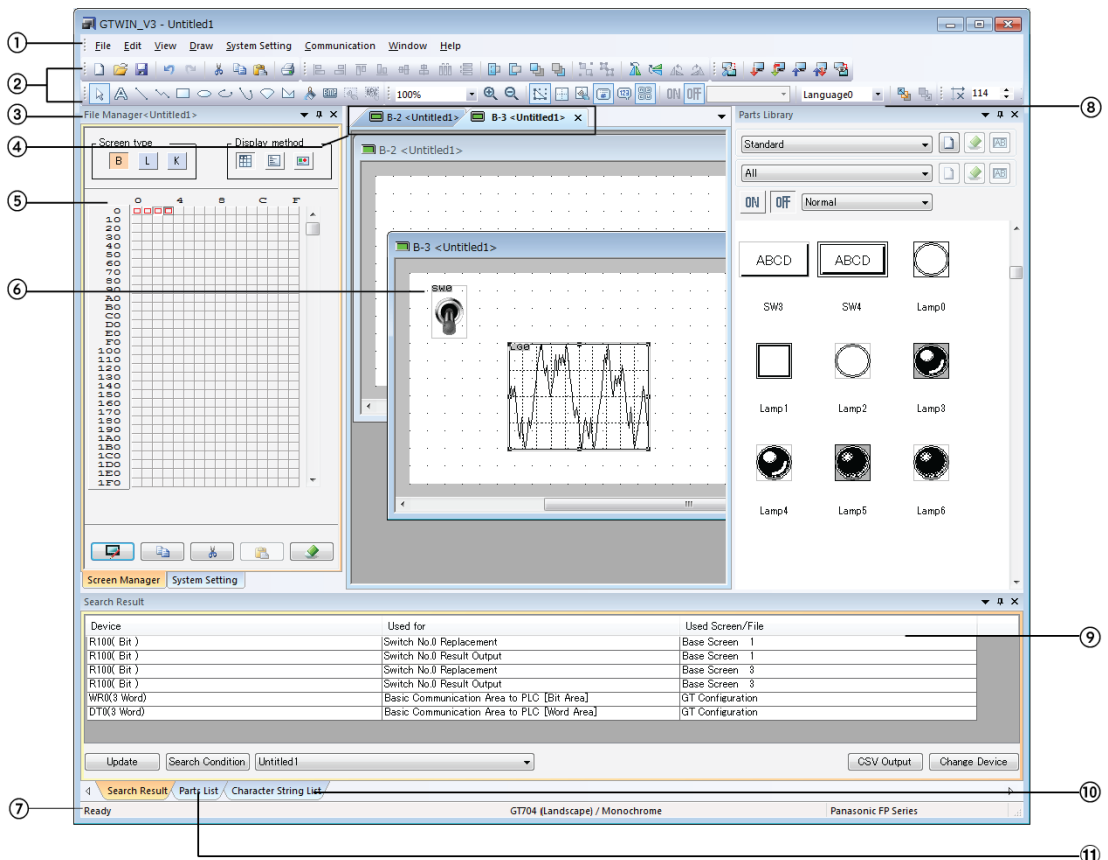 GTWIN_V3 - Untitled1
①
File Edit View Draw System Setting Communication Window Help
②
100%
ON OFF
Language0
114
③
File Manager<Untitled1>
B-2 <Untitled1>
B-3 <Untitled1>
Parts Library
⑧
④
Screen type
B L K
Display method
B-2 <Untitled1>
Standard
All
⑤
0 4 8 C F
0
10
20
30
40
50
60
70
80
90
A0
B0
C0
D0
E0
F0
100
110
120
130
140
150
160
170
180
190
1A0
1B0
1C0
1D0
1E0
1F0
ON OFF Normal
B-3 <Untitled1>
⑥
SW0
LG0
ABCD ABCD
SW3 SW4 Lamp0
Lamp1 Lamp2 Lamp3
Lamp4 Lamp5 Lamp6
Screen Manager System Setting
Search Result
Device Used for Used Screen/File
⑨
R100( Bit ) Switch No.0 Replacement Base Screen 1
R100( Bit ) Switch No.0 Result Output Base Screen 1
R100( Bit ) Switch No.0 Replacement Base Screen 3
R100( Bit ) Switch No.0 Result Output Base Screen 3
WR0(3 Word) Basic Communication Area to PLC [Bit Area] GT Configuration
DT0(3 Word) Basic Communication Area to PLC [Word Area] GT Configuration
Update Search Condition Untitled1 CSV Output Change Device
Search Result Parts List Character String List
⑩
⑦
Ready GT704 (Landscape) / Monochrome Panasonic FP Series
⑪